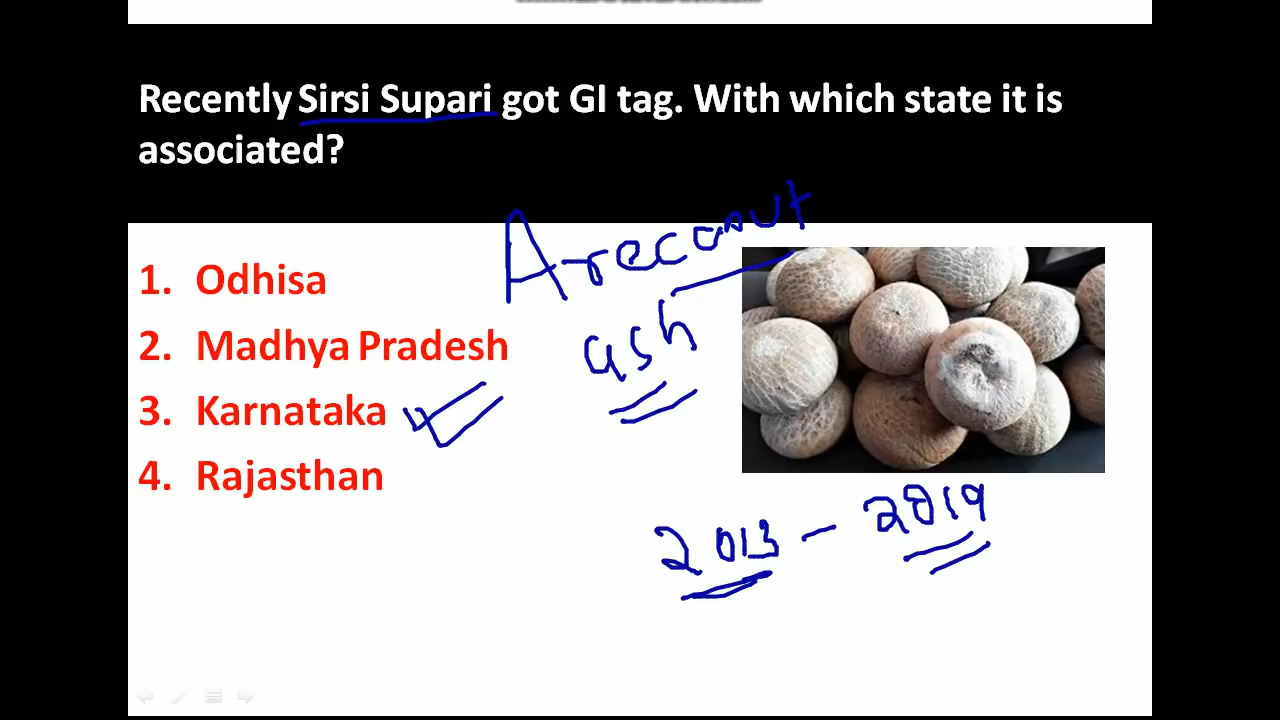 Recently Sirsi Supari got GI tag. With which state it is
associated?
Arecanut
ash
1. Odhisa
2. Madhya Pradesh
3. Karnataka
4. Rajasthan
2013 - 2019